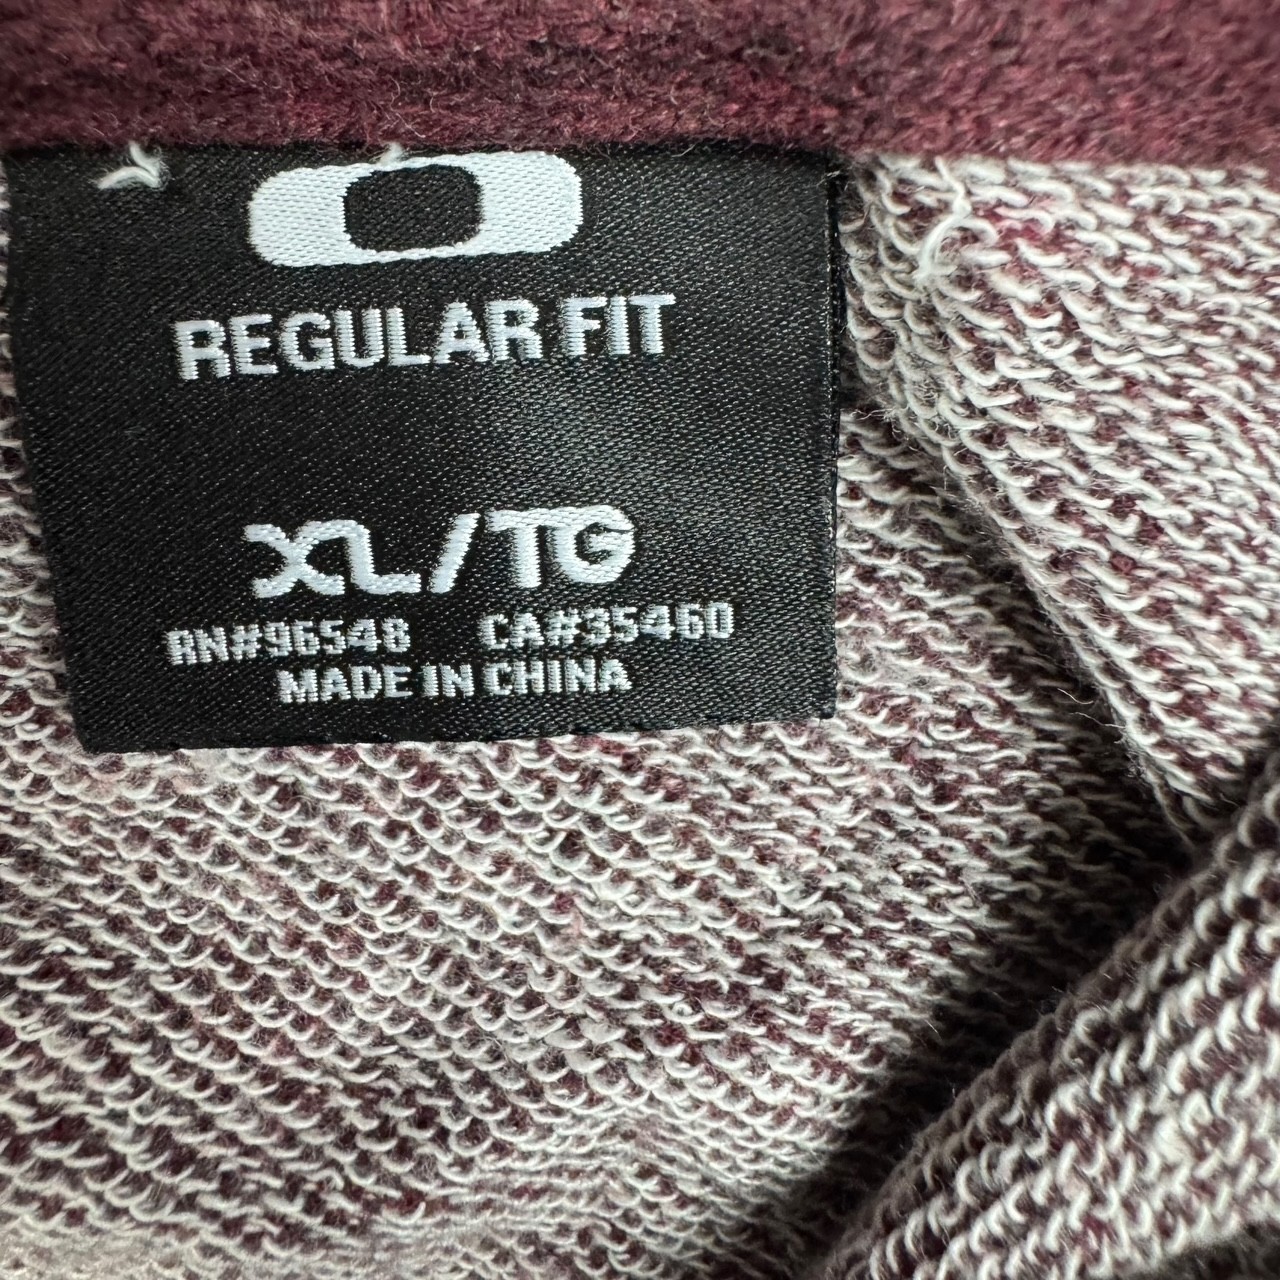 REGULAR FIT
XL/TG
RN#96548 CA#35460
MADE IN CHINA